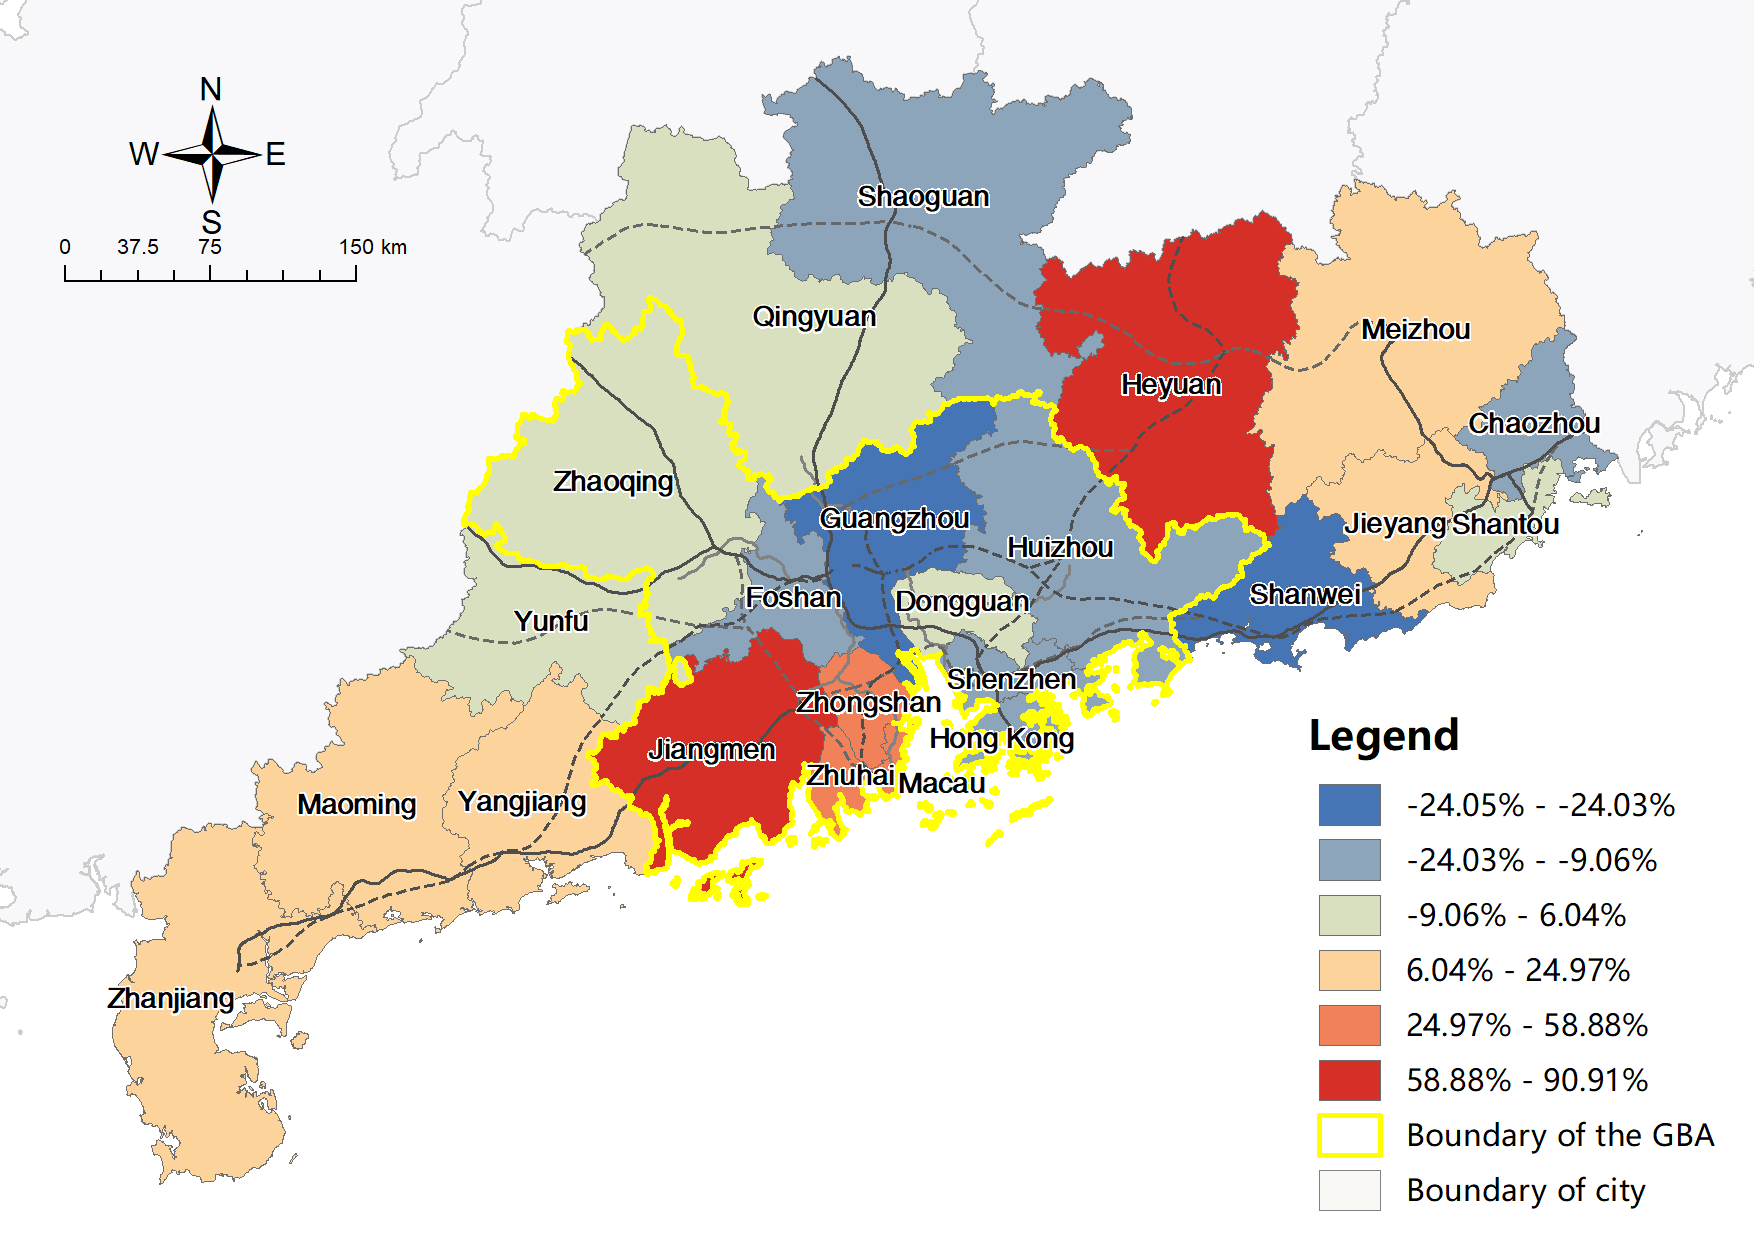 N
W E
S
0 37.5 75 150 km
Shaoguan
Qingyuan
Meizhou
Heyuan
Chaozhou
Zhaoqing
Guangzhou
Jieyang Shantou
Huizhou
Foshan
Dongguan
Shanwei
Yunfu
Shenzhen
Zhongshan
Hong Kong
Jiangmen
Zhuhai
Macau
Maoming
Yangjiang
Zhanjiang
Legend
-24.05% - -24.03%
-24.03% - -9.06%
-9.06% - 6.04%
6.04% - 24.97%
24.97% - 58.88%
58.88% - 90.91%
Boundary of the GBA
Boundary of city